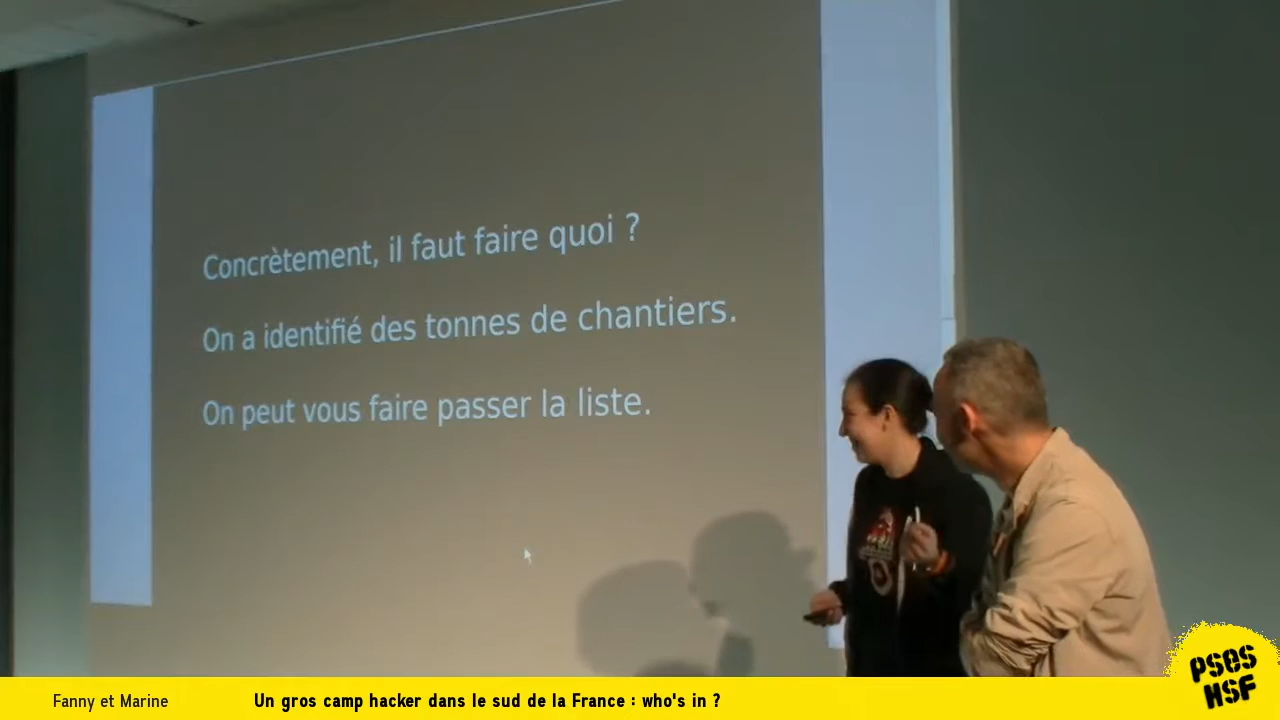 Concrètement, il faut faire quoi ?
On a identifié des tonnes de chantiers.
On peut vous faire passer la liste.
Fanny et Marine
Un gros camp hacker dans le sud de la France : who's in ?
PSES
HSF